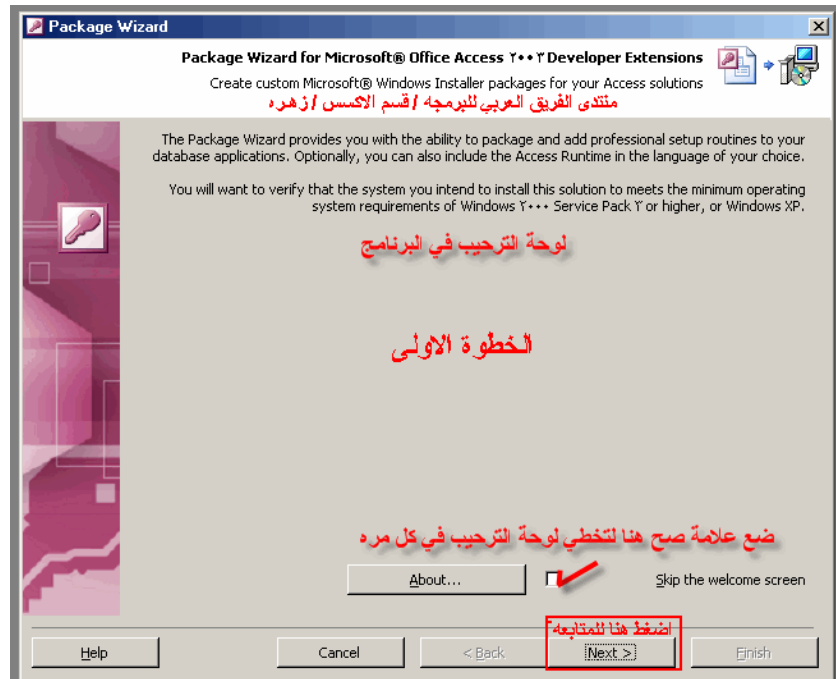 Package Wizard
Package Wizard for Microsoft® Office Access ٢٠٠٣ Developer Extensions
Create custom Microsoft® Windows Installer packages for your Access solutions
منتدى الفريق العربي للبرمجه / قسم الاكسس / زهره
The Package Wizard provides you with the ability to package and add professional setup routines to your
database applications. Optionally, you can also include the Access Runtime in the language of your choice.
You will want to verify that the system you intend to install this solution to meets the minimum operating
system requirements of Windows ٢٠٠٠ Service Pack ٣ or higher, or Windows XP.
لوحة الترحيب في البرنامج
الخطوة الاولى
ضع علامة صح هنا لتخطي لوحة الترحيب في كل مره
About...
Skip the welcome screen
اضغط هنا للمتابعه
Help
Cancel
< Back
Next >
Finish